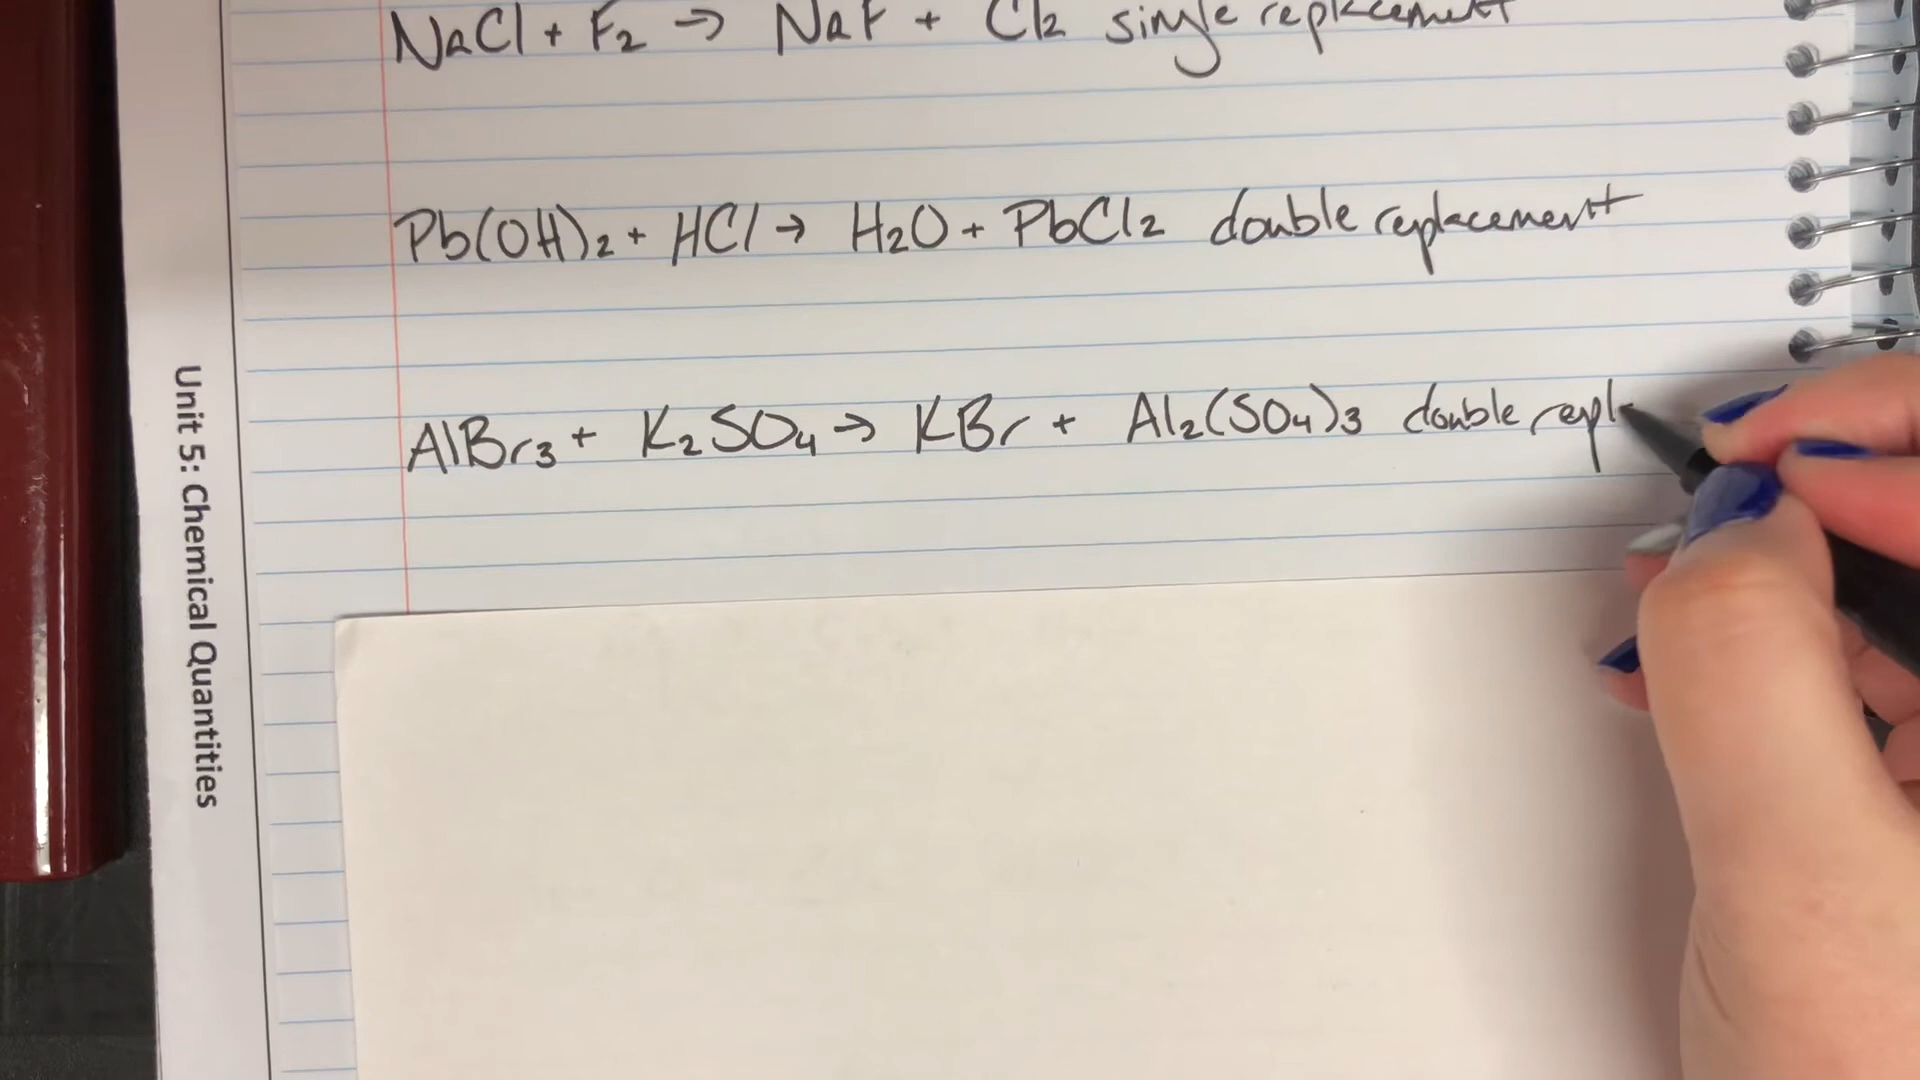 NaCl + F2 → NaF + Cl2 single replacement
Pb(OH)2 + HCl → H2O + PbCl2 double replacement
AlBr3 + K2SO4 → KBr + Al2(SO4)3 double repl
Unit 5: Chemical Quantities